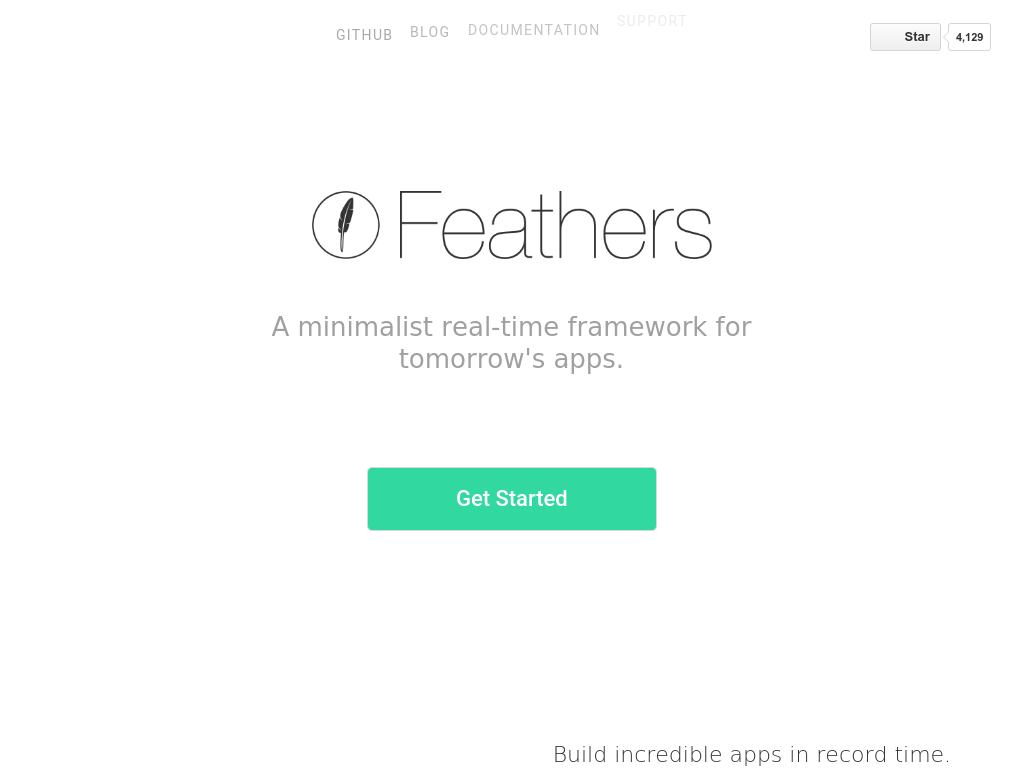 GITHUB BLOG DOCUMENTATION SUPPORT
Star 4,129
Feathers
A minimalist real-time framework for
tomorrow's apps.
Get Started
Build incredible apps in record time.